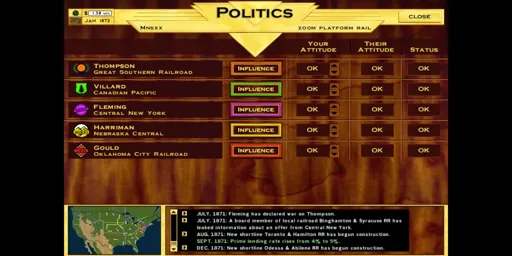 POLITICS
CLOSE
$ 1.38 mil
JAN 1872
MNSXX
ZOOM PLATFORM RAIL
YOUR ATTITUDE
THEIR ATTITUDE
STATUS
THOMPSON
GREAT SOUTHERN RAILROAD
INFLUENCE OK OK OK
VILLARD
CANADIAN PACIFIC
INFLUENCE OK OK OK
FLEMING
CENTRAL NEW YORK
INFLUENCE OK OK OK
HARRIMAN
NEBRASKA CENTRAL
INFLUENCE OK OK OK
GOULD
OKLAHOMA CITY RAILROAD
INFLUENCE OK OK OK
JULY, 1871: Fleming has declared war on Thompson.
JULY, 1871: A board member of local railroad Binghamton & Syracuse RR has
leaked information about an offer from Central New York.
AUG, 1871: New shortline Toronto & Hamilton RR has begun construction.
SEPT, 1871: Prime lending rate rises from 4% to 5%.
DEC, 1871: New shortline Odessa & Abilene RR has begun construction.